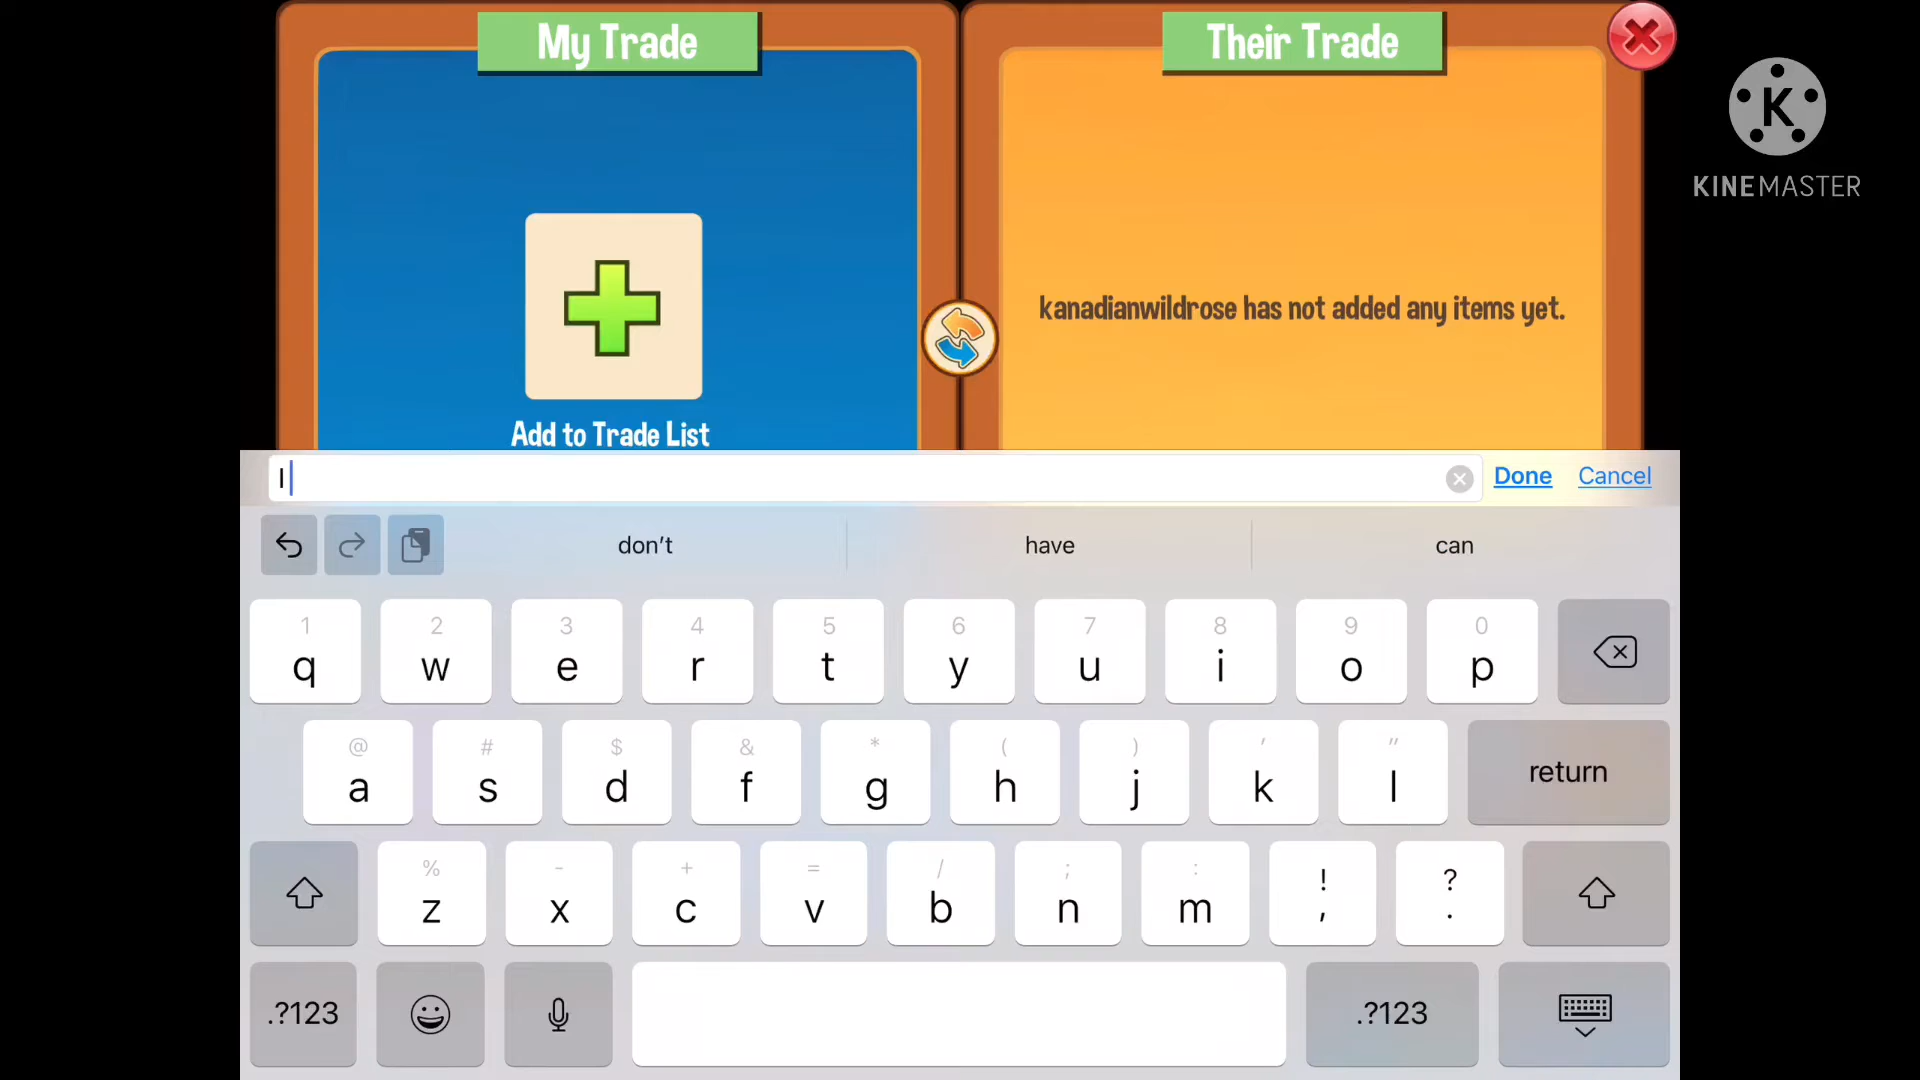 My Trade
Their Trade
K
KINEMASTER
kanadianwildrose has not added any items yet.
Add to Trade List
I
Done
Cancel
don't
have
can
1 2 3 4 5 6 7 8 9 0
q w e r t y u i o p
@ # $ & * ( ) ' "
a s d f g h j k l
return
% - + = / ; : ! ?
z x c v b n m , .
.?123
.?123